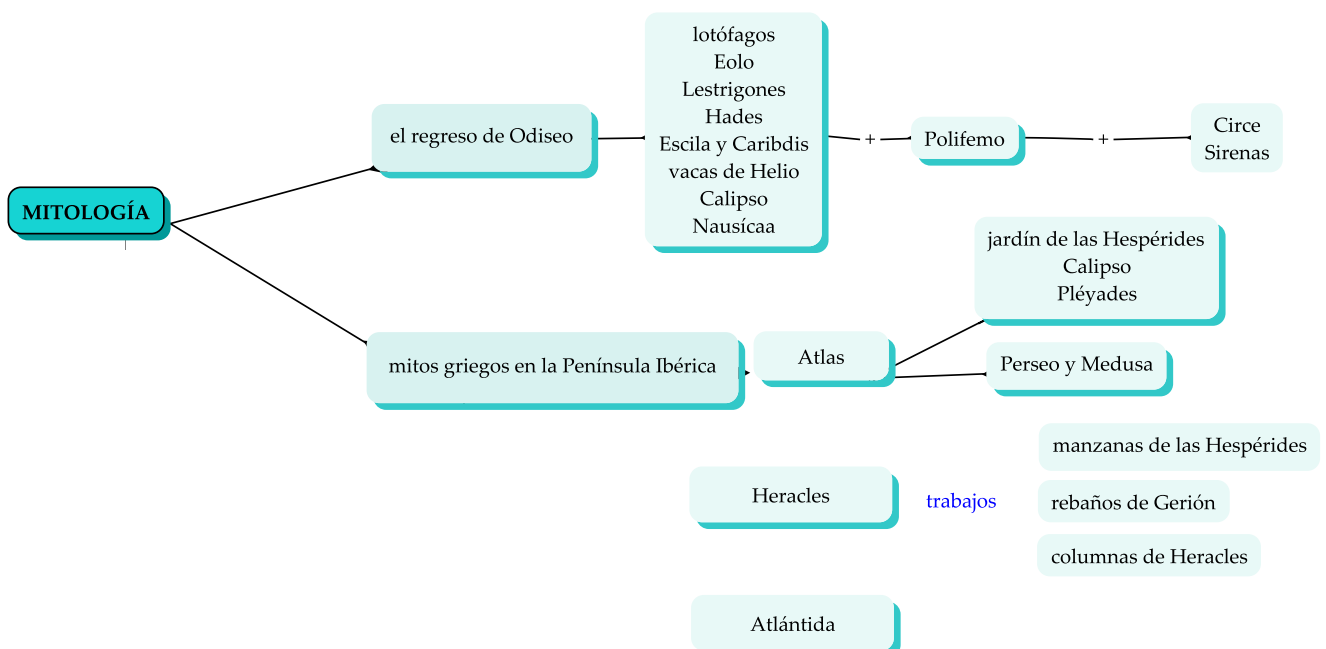 MITOLOGÍA
el regreso de Odiseo
lotófagos
Eolo
Lestrigones
Hades
Escila y Caribdis
vacas de Helio
Calipso
Nausícaa
+
Polifemo
+
Circe
Sirenas
mitos griegos en la Península Ibérica
Atlas
jardín de las Hespérides
Calipso
Pléyades
Perseo y Medusa
Heracles
trabajos
manzanas de las Hespérides
rebaños de Gerión
columnas de Heracles
Atlántida